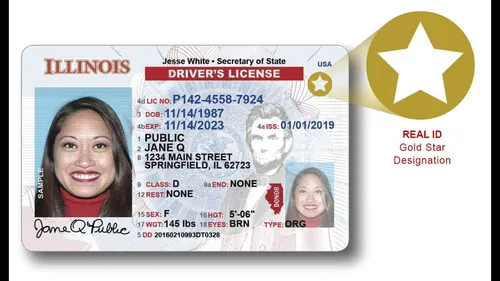 Jesse White • Secretary of State
ILLINOIS
USA
DRIVER'S LICENSE
4d LIC NO: P142-4558-7924
3 DOB: 11/14/1987
4b EXP: 11/14/2023 4a ISS: 01/01/2019
1 PUBLIC
2 JANE Q
8 1234 MAIN STREET
SPRINGFIELD, IL 62723
9 CLASS: D 9a END: NONE
12 REST: NONE
DONOR
15 SEX: F 16 HGT: 5'-06"
17 WGT: 145 lbs 18 EYES: BRN TYPE: ORG
5 DD 20160210993DT0328
SAMPLE
Jane Q Public
REAL ID
Gold Star
Designation